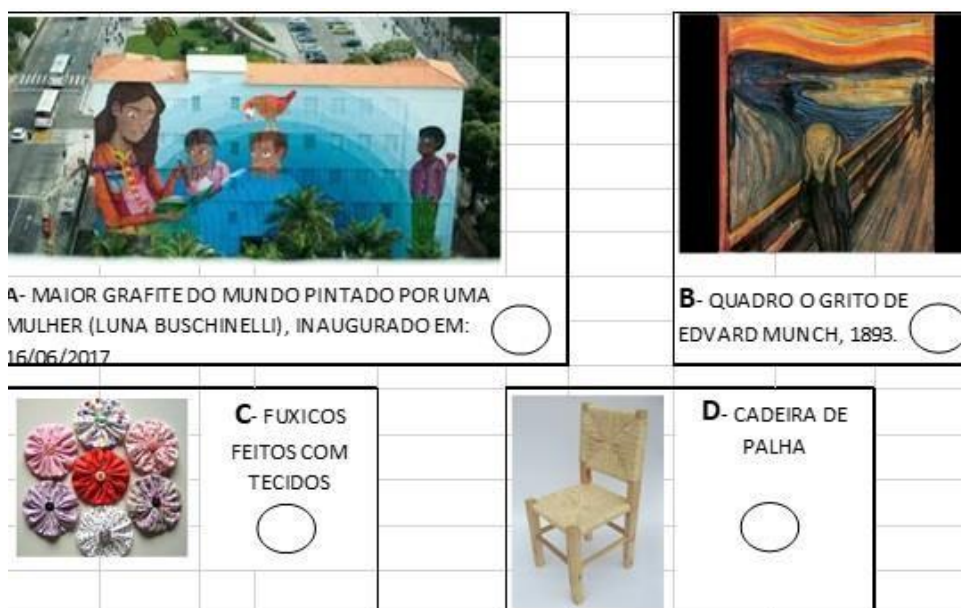 A- MAIOR GRAFITE DO MUNDO PINTADO POR UMA
MULHER (LUNA BUSCHINELLI), INAUGURADO EM:
16/06/2017
B- QUADRO O GRITO DE
EDVARD MUNCH, 1893.
C- FUXICOS
FEITOS COM
TECIDOS
D- CADEIRA DE
PALHA